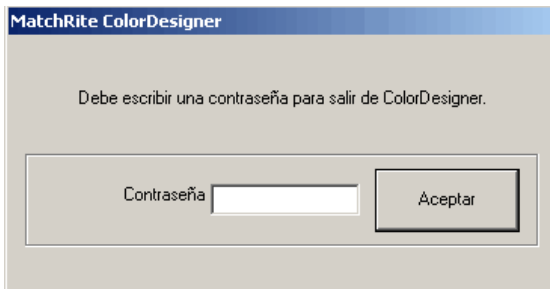 MatchRite ColorDesigner
Debe escribir una contraseña para salir de ColorDesigner.
Contraseña
Aceptar